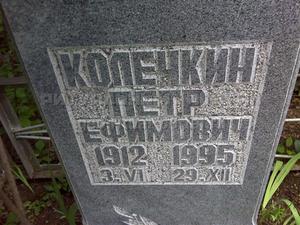 КОЛЕЧКИН
ПЕТР
ЕФИМОВИЧ
1912 1995
3.VI 29.XII